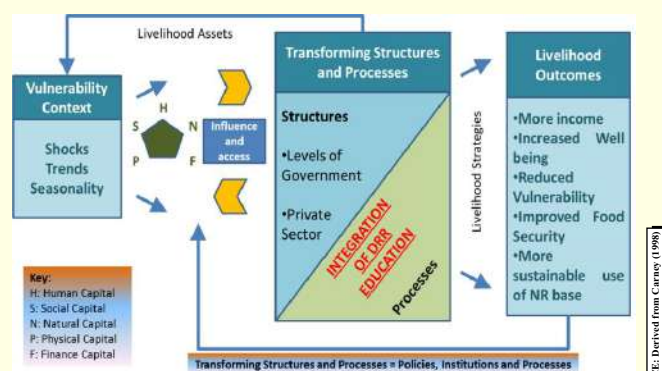 Livelihood Assets
Vulnerability
Context
Shocks
Trends
Seasonality
H
S
N
P
F
Influence
and
access
Transforming Structures
and Processes
Structures
•Levels of
Government
•Private
Sector
INTEGRATION
OF DRR
EDUCATION
Processes
Livelihood Strategies
Livelihood
Outcomes
•More income
•Increased Well
being
•Reduced
Vulnerability
•Improved Food
Security
•More
sustainable use
of NR base
Key:
H: Human Capital
S: Social Capital
N: Natural Capital
P: Physical Capital
F: Finance Capital
Transforming Structures and Processes = Policies, Institutions and Processes
E: Derived from Carney (1998)